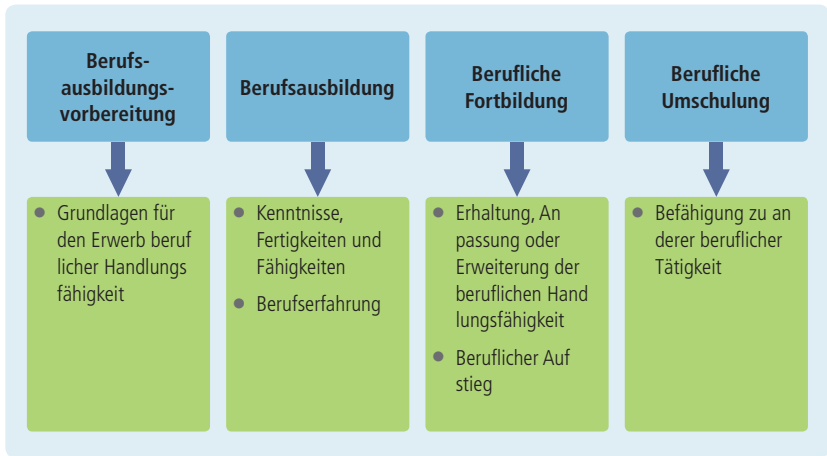 Berufs-
ausbildungs-
vorbereitung
Berufsausbildung
Berufliche
Fortbildung
Berufliche
Umschulung
Grundlagen für
den Erwerb beruf
licher Handlungs
fähigkeit
Kenntnisse,
Fertigkeiten und
Fähigkeiten
Berufserfahrung
Erhaltung, An
passung oder
Erweiterung der
beruflichen Hand
lungsfähigkeit
Beruflicher Auf
stieg
Befähigung zu an
derer beruflicher
Tätigkeit